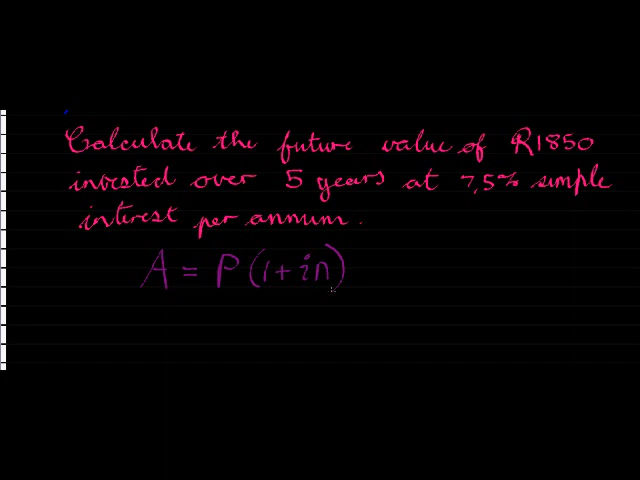 Calculate the future value of R1850
invested over 5 years at 7,5% simple
interest per annum.
A = P(1 + in)